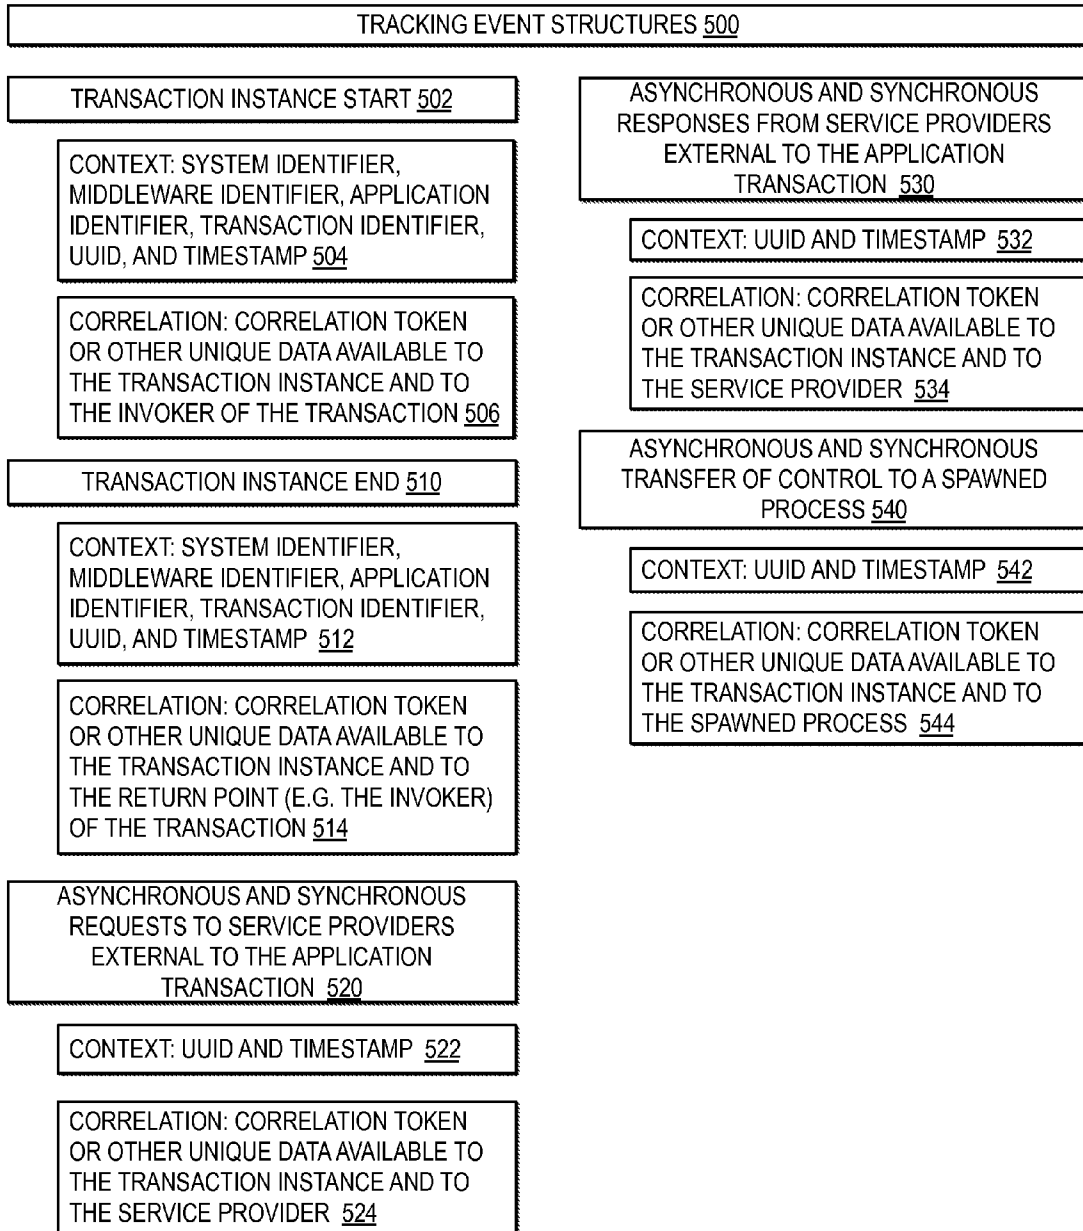 TRACKING EVENT STRUCTURES 500
TRANSACTION INSTANCE START 502
CONTEXT: SYSTEM IDENTIFIER,
MIDDLEWARE IDENTIFIER, APPLICATION
IDENTIFIER, TRANSACTION IDENTIFIER,
UUID, AND TIMESTAMP 504
CORRELATION: CORRELATION TOKEN
OR OTHER UNIQUE DATA AVAILABLE TO
THE TRANSACTION INSTANCE AND TO
THE INVOKER OF THE TRANSACTION 506
TRANSACTION INSTANCE END 510
CONTEXT: SYSTEM IDENTIFIER,
MIDDLEWARE IDENTIFIER, APPLICATION
IDENTIFIER, TRANSACTION IDENTIFIER,
UUID, AND TIMESTAMP 512
CORRELATION: CORRELATION TOKEN
OR OTHER UNIQUE DATA AVAILABLE TO
THE TRANSACTION INSTANCE AND TO
THE RETURN POINT (E.G. THE INVOKER)
OF THE TRANSACTION 514
ASYNCHRONOUS AND SYNCHRONOUS
REQUESTS TO SERVICE PROVIDERS
EXTERNAL TO THE APPLICATION
TRANSACTION 520
CONTEXT: UUID AND TIMESTAMP 522
CORRELATION: CORRELATION TOKEN
OR OTHER UNIQUE DATA AVAILABLE TO
THE TRANSACTION INSTANCE AND TO
THE SERVICE PROVIDER 524
ASYNCHRONOUS AND SYNCHRONOUS
RESPONSES FROM SERVICE PROVIDERS
EXTERNAL TO THE APPLICATION
TRANSACTION 530
CONTEXT: UUID AND TIMESTAMP 532
CORRELATION: CORRELATION TOKEN
OR OTHER UNIQUE DATA AVAILABLE TO
THE TRANSACTION INSTANCE AND TO
THE SERVICE PROVIDER 534
ASYNCHRONOUS AND SYNCHRONOUS
TRANSFER OF CONTROL TO A SPAWNED
PROCESS 540
CONTEXT: UUID AND TIMESTAMP 542
CORRELATION: CORRELATION TOKEN
OR OTHER UNIQUE DATA AVAILABLE TO
THE TRANSACTION INSTANCE AND TO
THE SPAWNED PROCESS 544